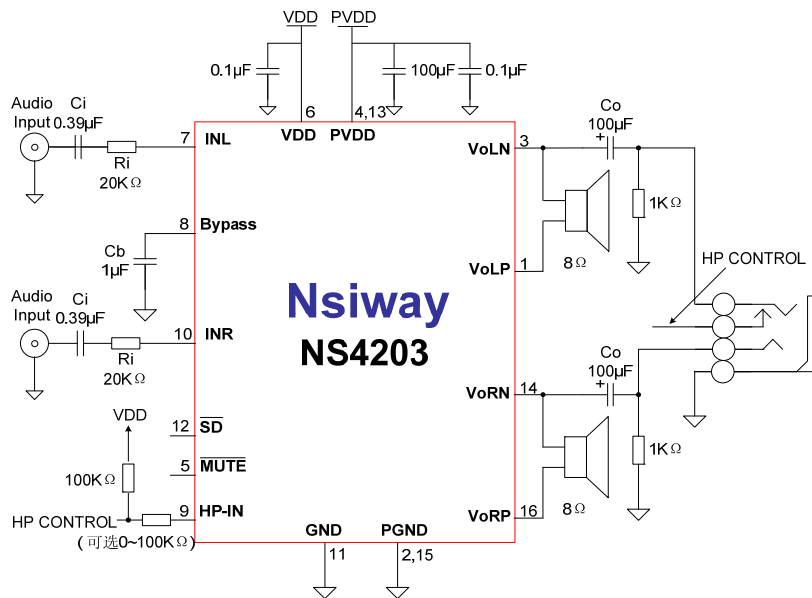 VDD
PVDD
0.1µF
100µF
0.1µF
Audio
Input
Ci
0.39µF
Ri
20KΩ
7
INL
6
VDD
4,13
PVDD
VoLN
3
Co
100µF
+
1KΩ
8Ω
VoLP
1
8
Bypass
Cb
1µF
HP CONTROL
Nsiway
NS4203
Audio
Input
Ci
0.39µF
Ri
20KΩ
10
INR
VoRN
14
Co
100µF
+
1KΩ
8Ω
VoRP
16
VDD
12
SD
5
MUTE
100KΩ
HP CONTROL
9
HP-IN
(可选0~100KΩ)
GND
11
PGND
2,15